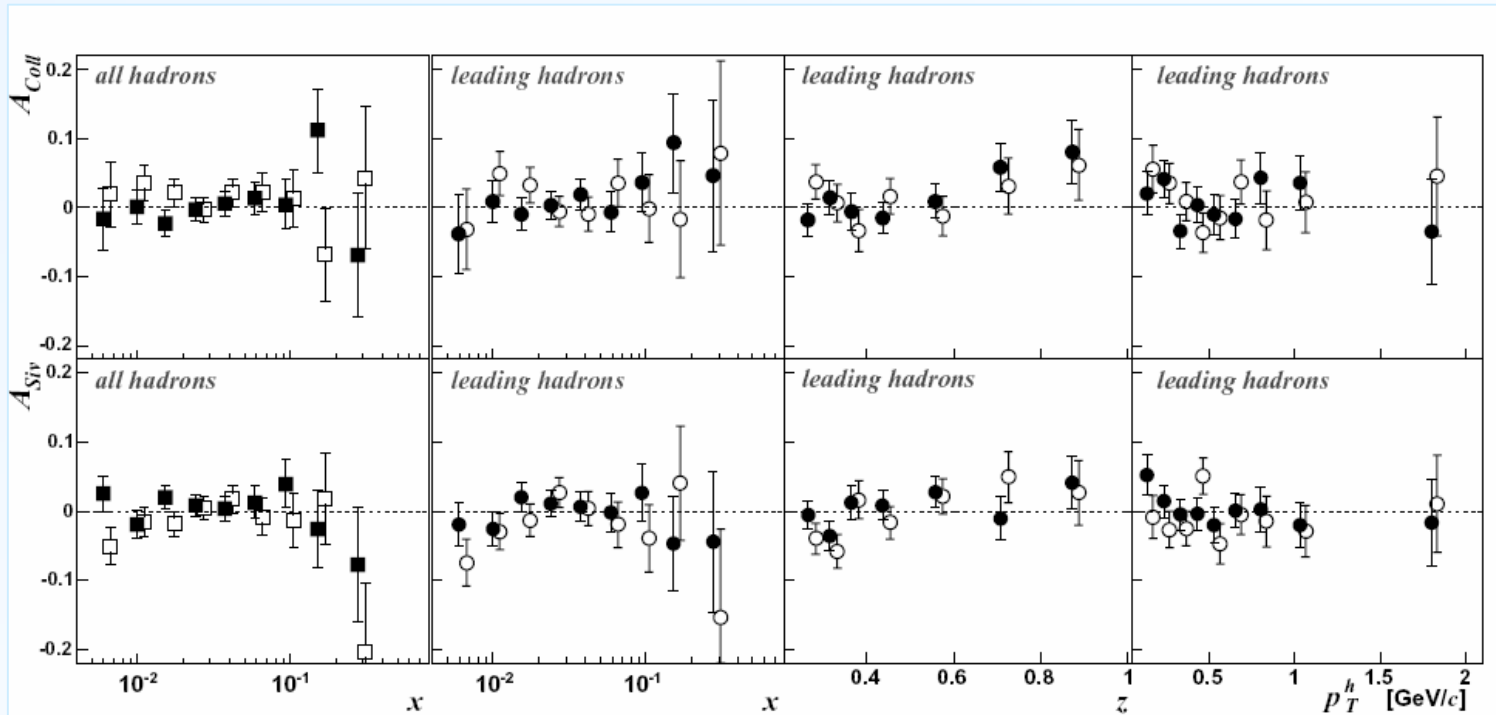 A_Coll
0.2
0.1
0
-0.1
-0.2
all hadrons
leading hadrons
leading hadrons
leading hadrons
A_Siv
0.2
0.1
0
-0.1
-0.2
all hadrons
leading hadrons
leading hadrons
leading hadrons
10^-2 10^-1 10^-2 10^-1 0.4 0.6 0.8 1 0.5 1 1.5 2
x x z p_T^h [GeV/c]